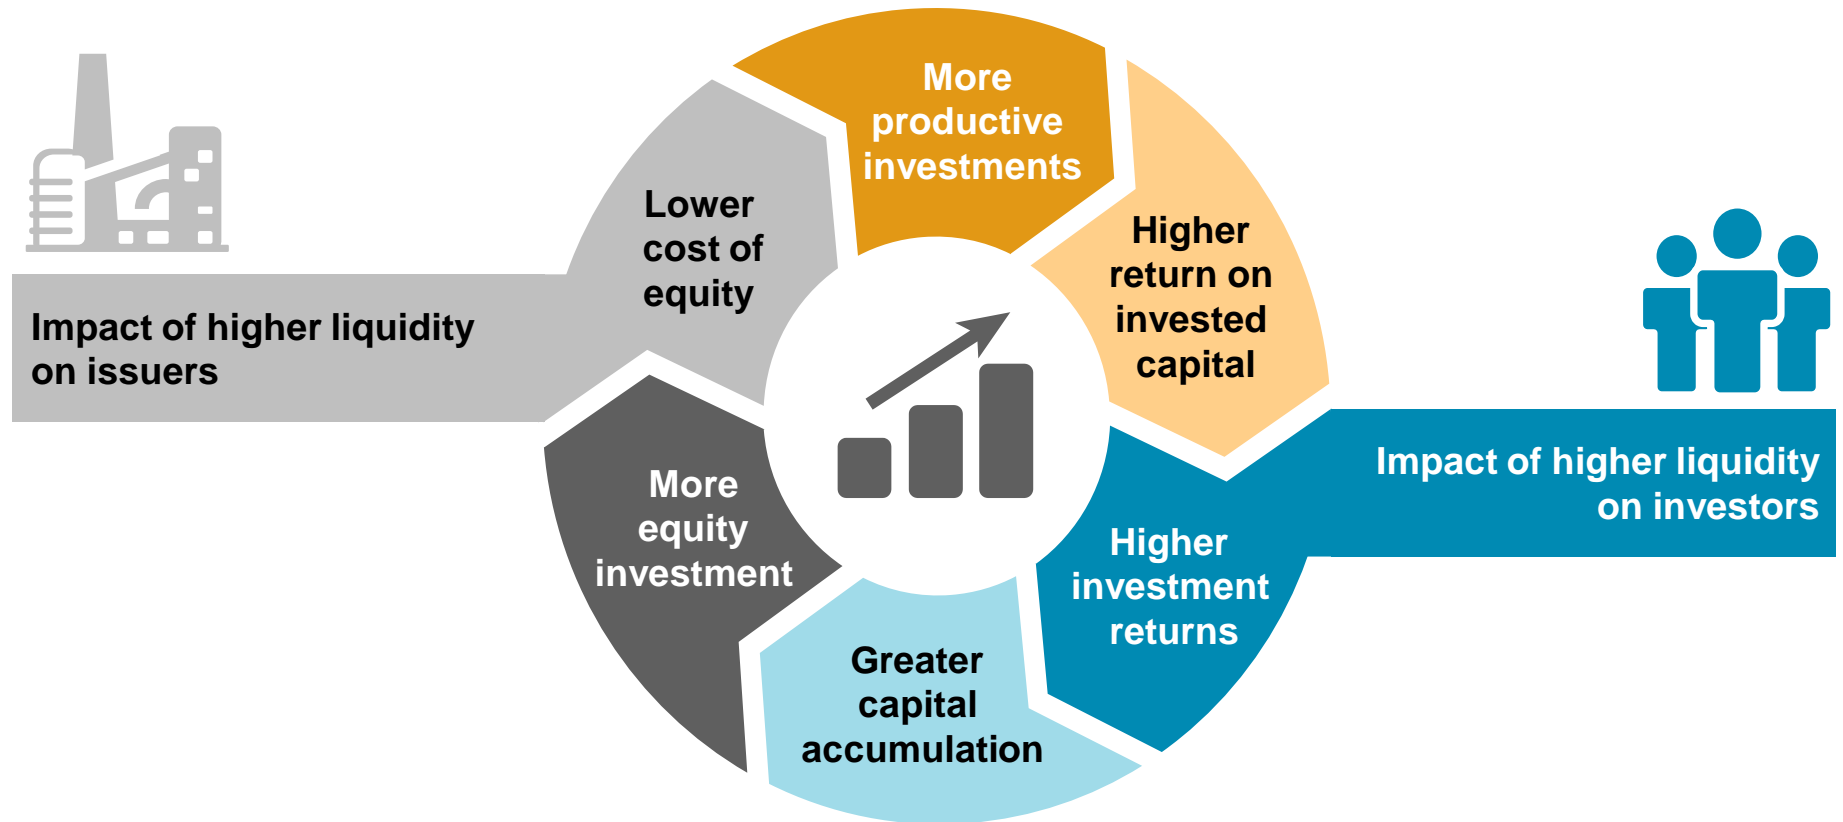 Impact of higher liquidity
on issuers
Lower
cost of
equity
More
productive
investments
Higher
return on
invested
capital
Impact of higher liquidity
on investors
Higher
investment
returns
Greater
capital
accumulation
More
equity
investment